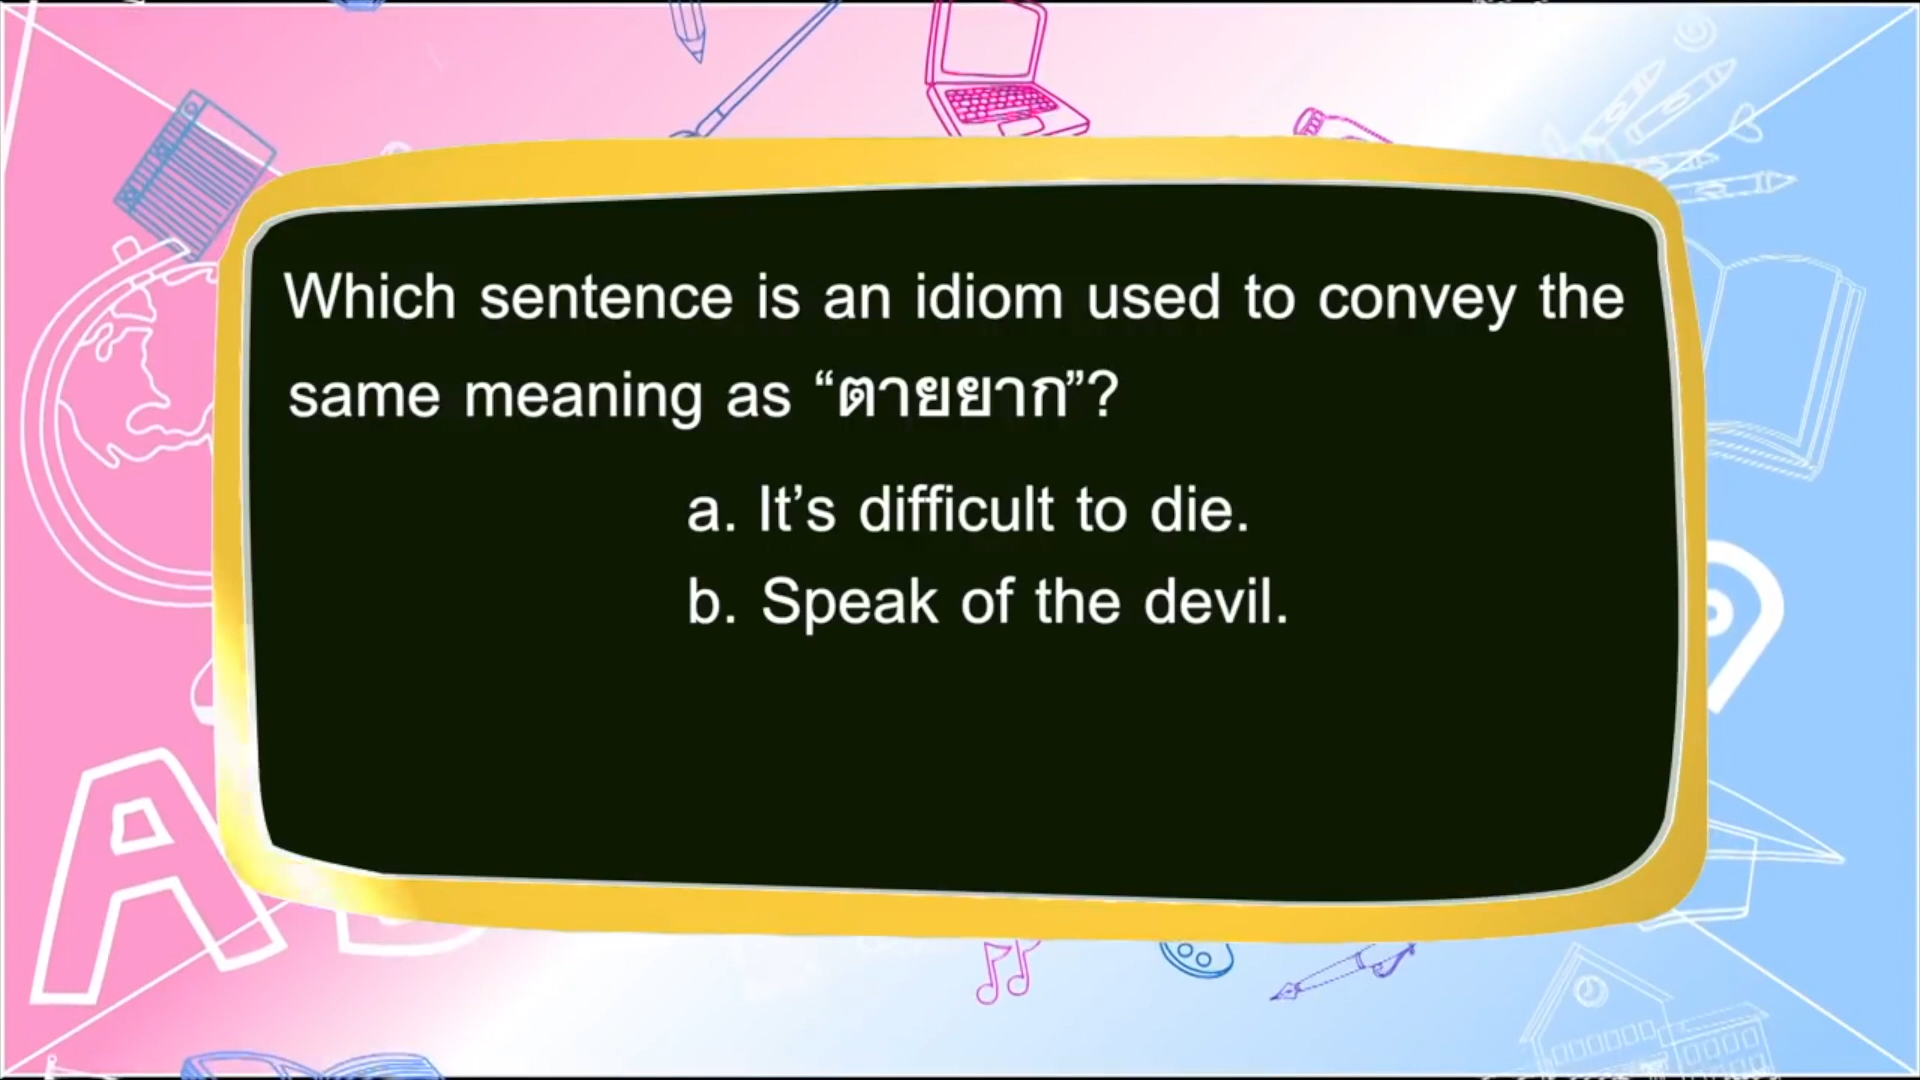 Which sentence is an idiom used to convey the
same meaning as “ตายยาก”?
a. It’s difficult to die.
b. Speak of the devil.